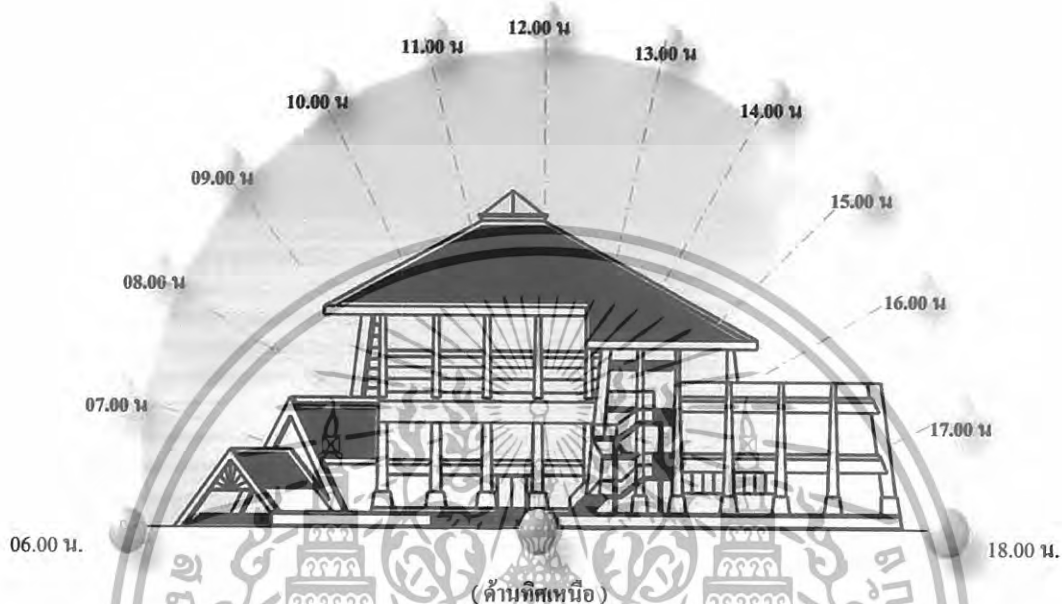 12.00 น
11.00 น
13.00 น
10.00 น
14.00 น
09.00 น
15.00 น
08.00 น
16.00 น
07.00 น
17.00 น
06.00 น.
18.00 น.
(ด้านทิศเหนือ)